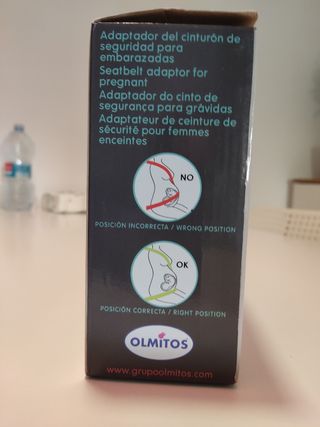 Adaptador del cinturón de
seguridad para
embarazadas
Seatbelt adaptor for
pregnant
Adaptador do cinto de
segurança para grávidas
Adaptateur de ceinture de
sécurité pour femmes
enceintes
NO
POSICIÓN INCORRECTA / WRONG POSITION
OK
POSICIÓN CORRECTA / RIGHT POSITION
OLMITOS
www.grupoolmitos.com